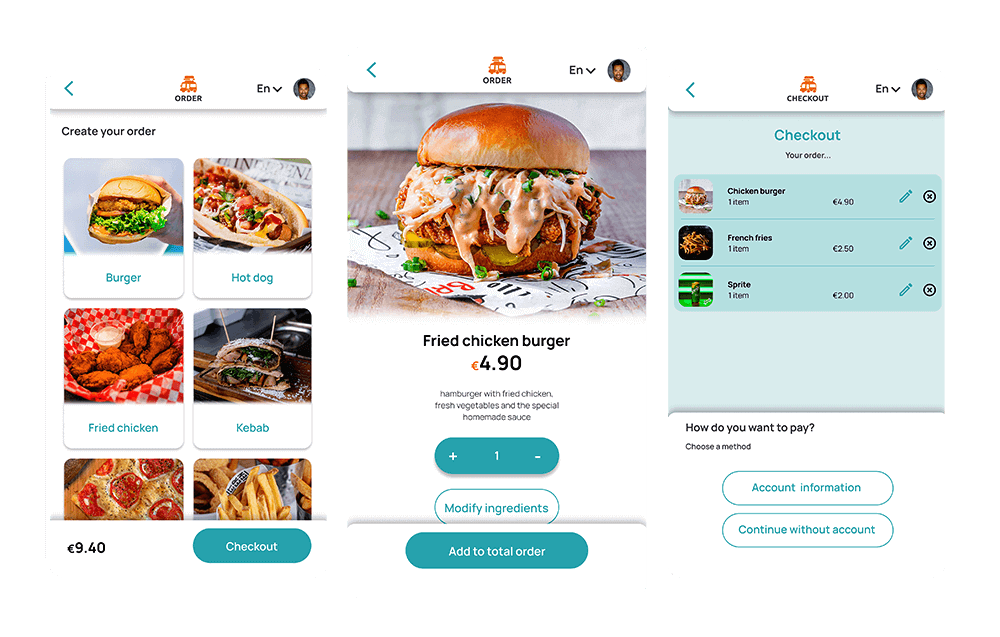 En
ORDER
Create your order
Burger
Hot dog
Fried chicken
Kebab
€9.40
Checkout
En
ORDER
Fried chicken burger
€4.90
hamburger with fried chicken,
fresh vegetables and the special
homemade sauce
+ 1 -
Modify ingredients
Add to total order
En
CHECKOUT
Checkout
Your order...
Chicken burger
1 item €4.90
French fries
1 item €2.50
Sprite
1 item €2.00
How do you want to pay?
Choose a method
Account information
Continue without account